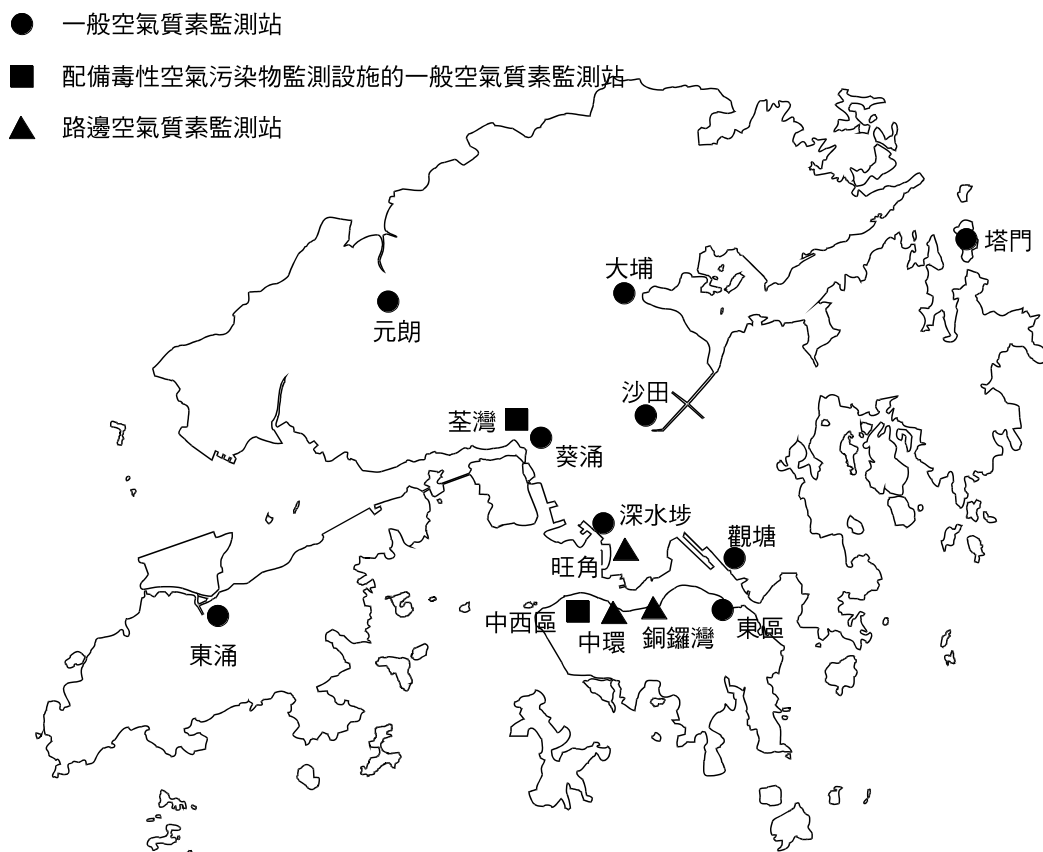 一般空氣質素監測站
配備毒性空氣污染物監測設施的一般空氣質素監測站
路邊空氣質素監測站
塔門
大埔
元朗
沙田
荃灣
葵涌
深水埗
觀塘
旺角
中西區
東區
銅鑼灣
中環
東涌